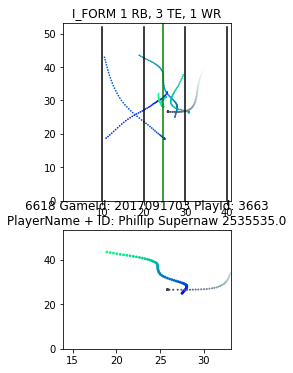 I_FORM 1 RB, 3 TE, 1 WR
50
40
30
20
10
0
10 20 30 40
6618 GameId: 2017091703 PlayId: 3663
PlayerName + ID: Phillip Supernaw 2535535.0
40
20
0
15 20 25 30